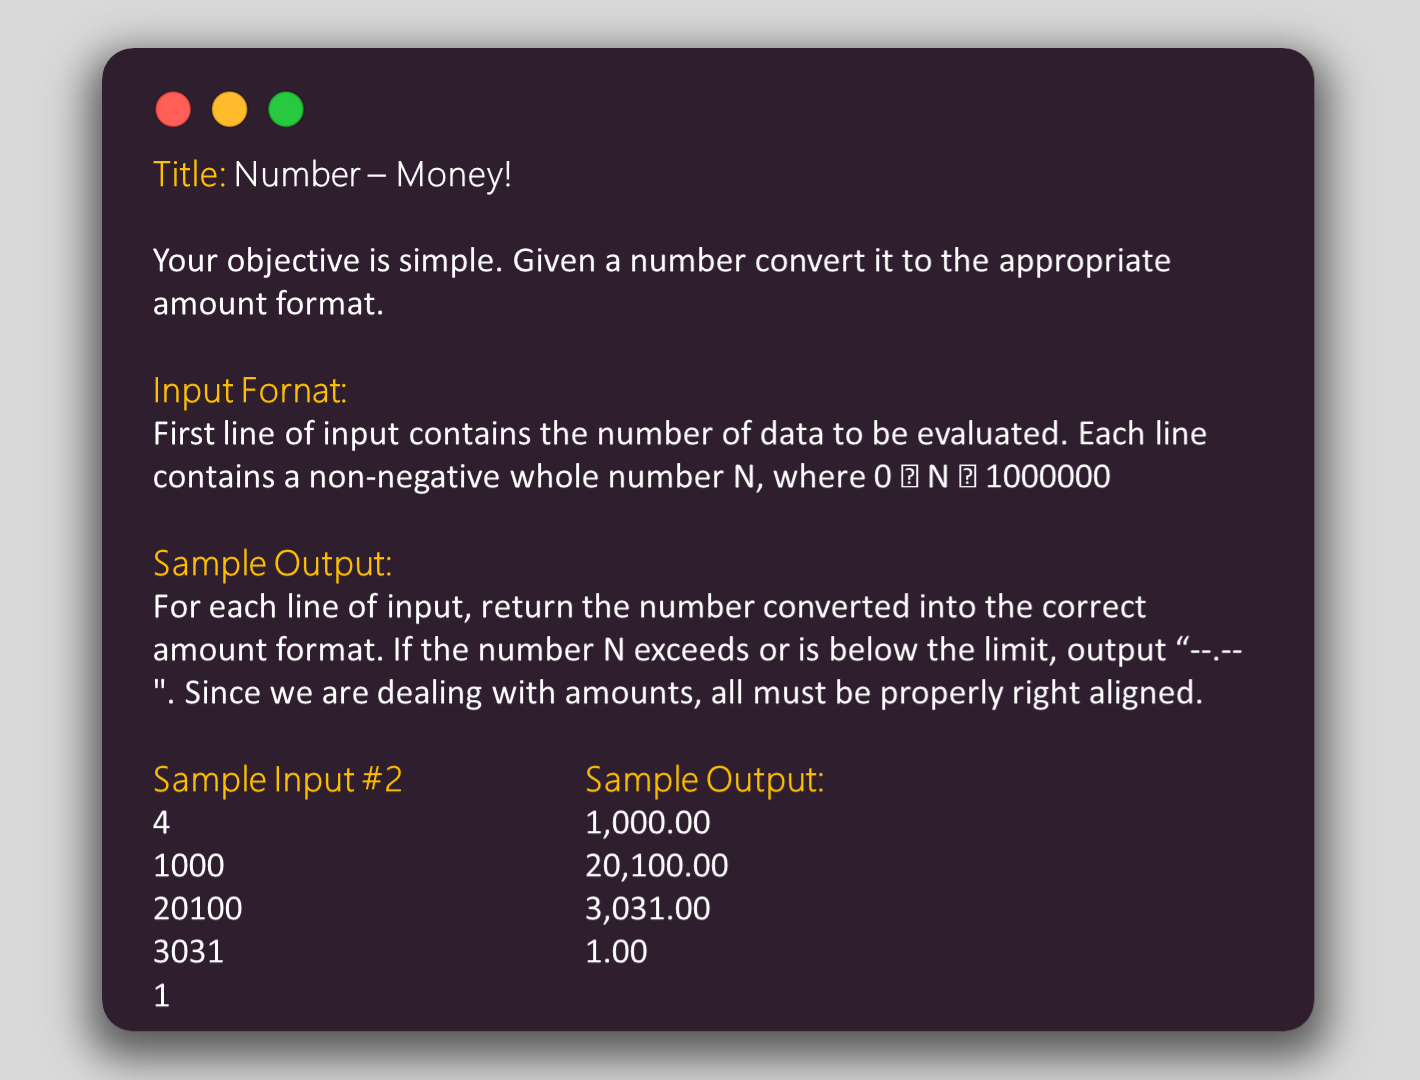 Title: Number – Money!
Your objective is simple. Given a number convert it to the appropriate
amount format.
Input Fornat:
First line of input contains the number of data to be evaluated. Each line
contains a non-negative whole number N, where 0 ⍰ N ⍰ 1000000
Sample Output:
For each line of input, return the number converted into the correct
amount format. If the number N exceeds or is below the limit, output “--.--
". Since we are dealing with amounts, all must be properly right aligned.
Sample Input #2
4
1000
20100
3031
1
Sample Output:
1,000.00
20,100.00
3,031.00
1.00